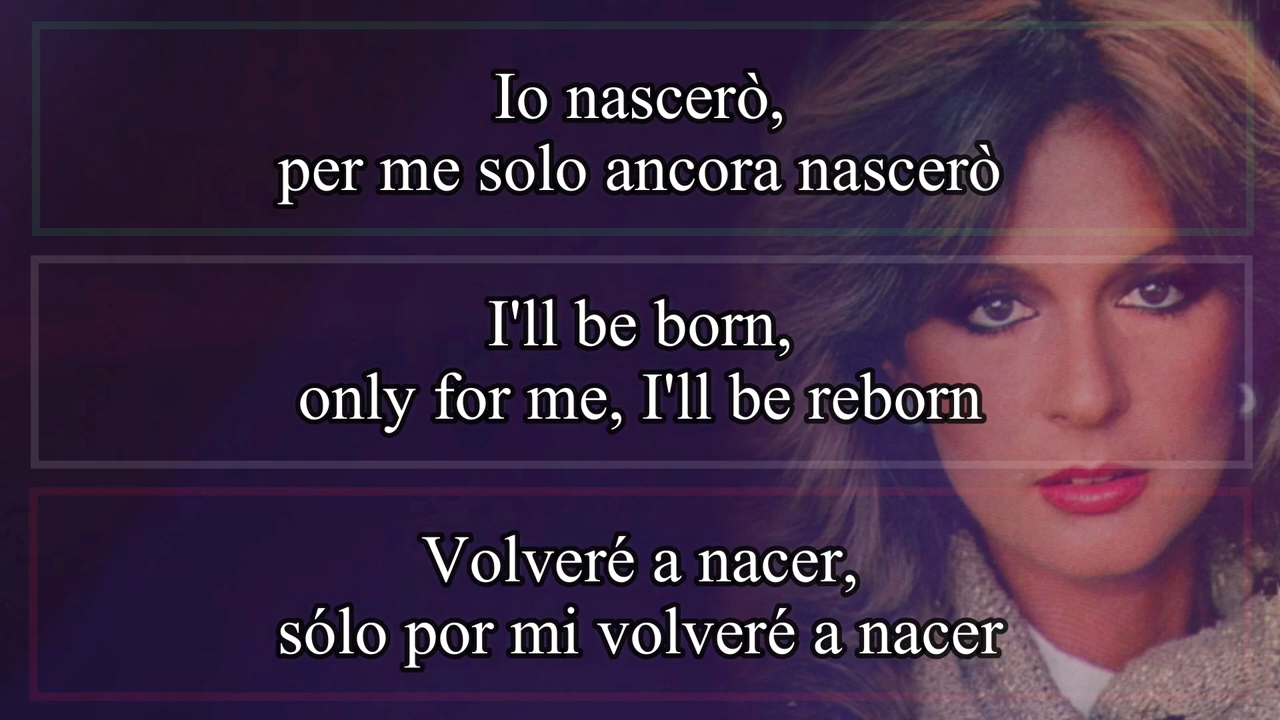 Io nascerò,
per me solo ancora nascerò
I'll be born,
only for me, I'll be reborn
Volveré a nacer,
sólo por mi volveré a nacer